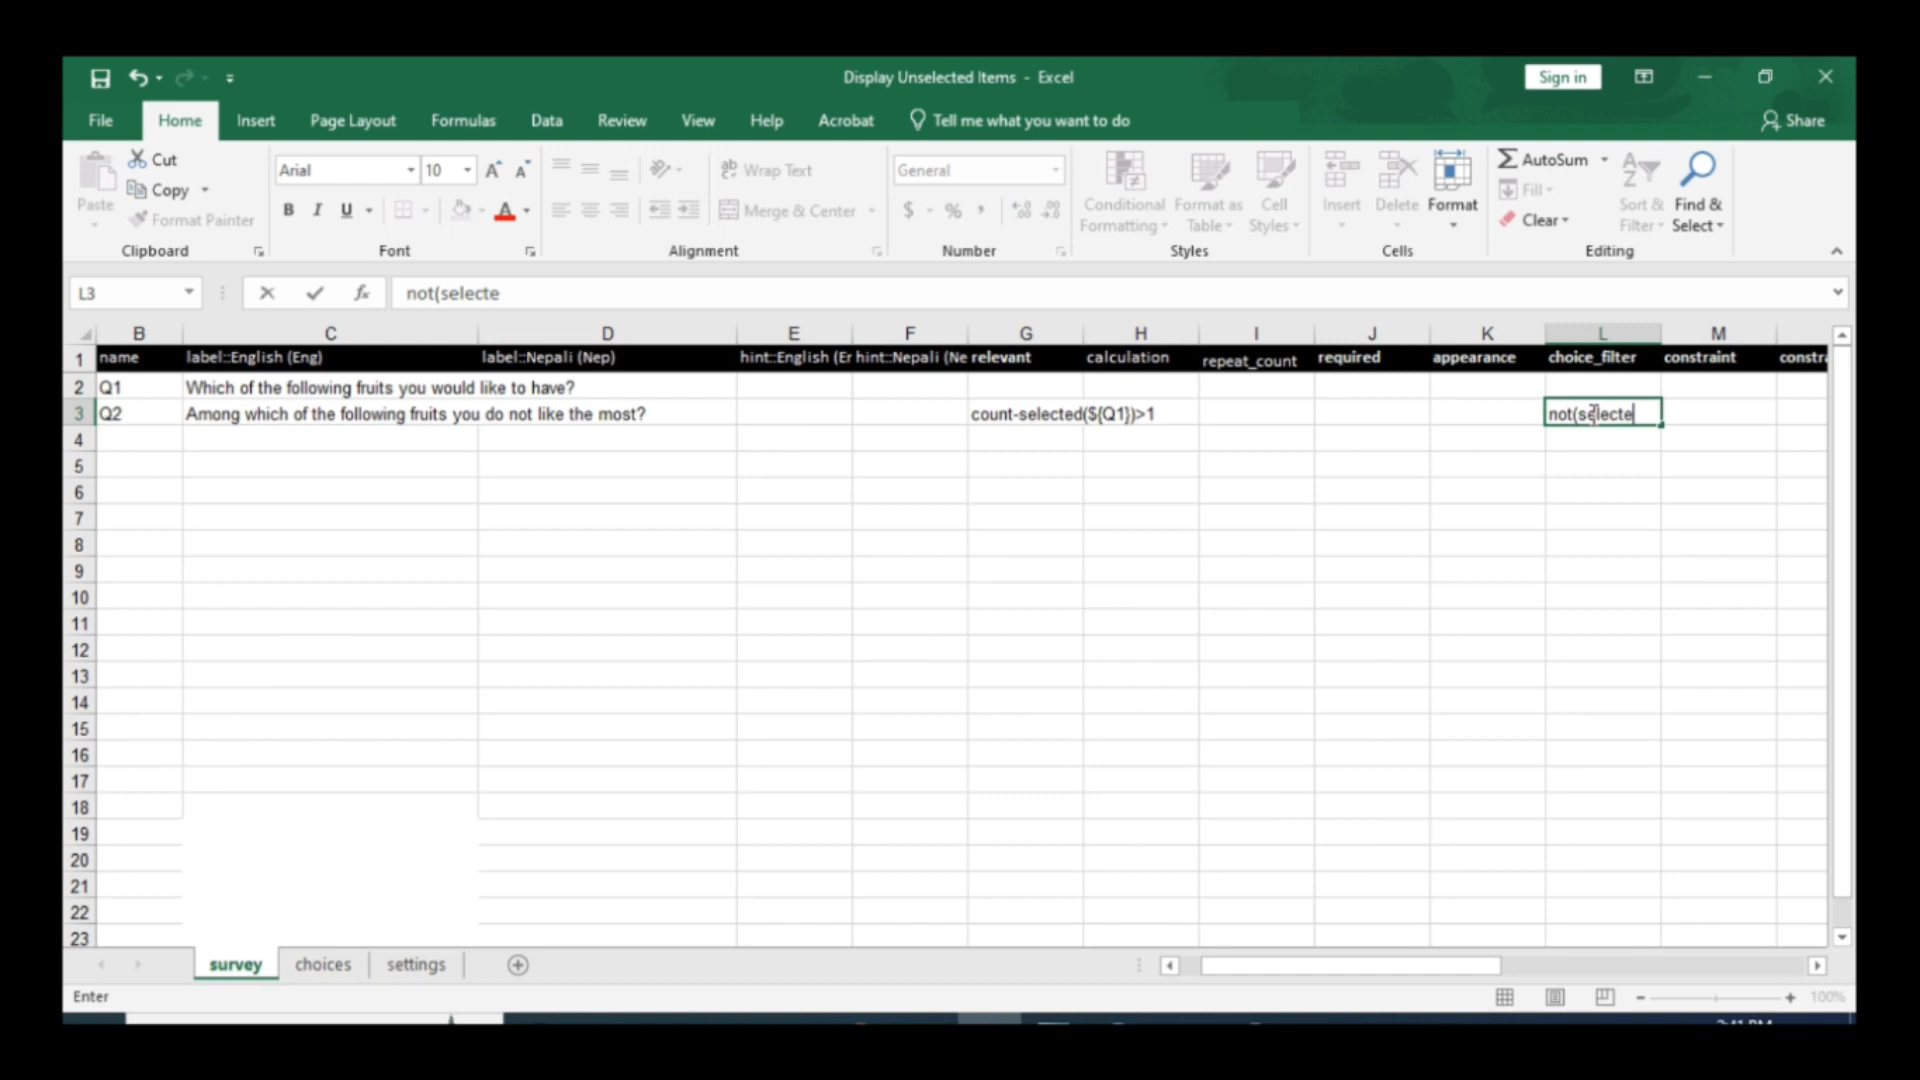 Display Unselected Items - Excel
Sign in
File Home Insert Page Layout Formulas Data Review View Help Acrobat Tell me what you want to do Share
Paste
Cut
Copy
Format Painter
Clipboard
Arial 10
B I U
Font
Wrap Text
Merge & Center
Alignment
General
$ % ,
Number
Conditional Formatting
Format as Table
Cell Styles
Styles
Insert Delete Format
Cells
AutoSum
Fill
Clear
Sort & Filter
Find & Select
Editing
L3 fx not(selecte
B C D E F G H I J K L M
1 name label::English (Eng) label::Nepali (Nep) hint::English (Er hint::Nepali (Ne relevant calculation repeat_count required appearance choice_filter constraint constra
2 Q1 Which of the following fruits you would like to have?
3 Q2 Among which of the following fruits you do not like the most? count-selected(${Q1})>1 not(selecte
4
5
6
7
8
9
10
11
12
13
14
15
16
17
18
19
20
21
22
23
survey choices settings
Enter 100%